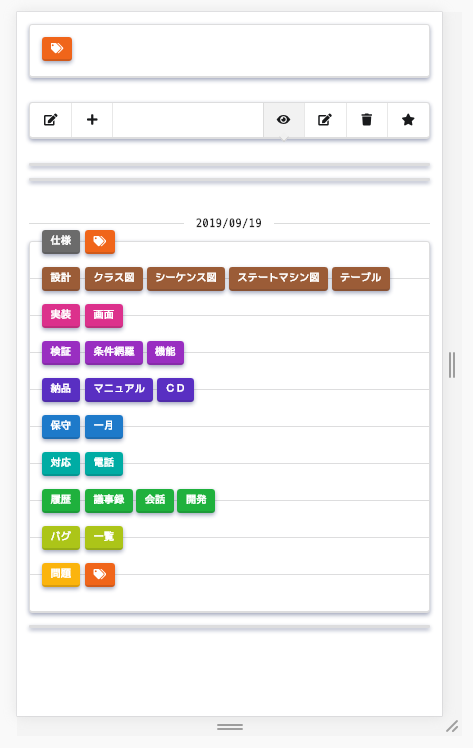 2019/09/19
仕様
設計 クラス図 シーケンス図 ステートマシン図 テーブル
実装 画面
検証 条件網羅 機能
納品 マニュアル ＣＤ
保守 一月
対応 電話
履歴 議事録 会話 開発
バグ 一覧
問題